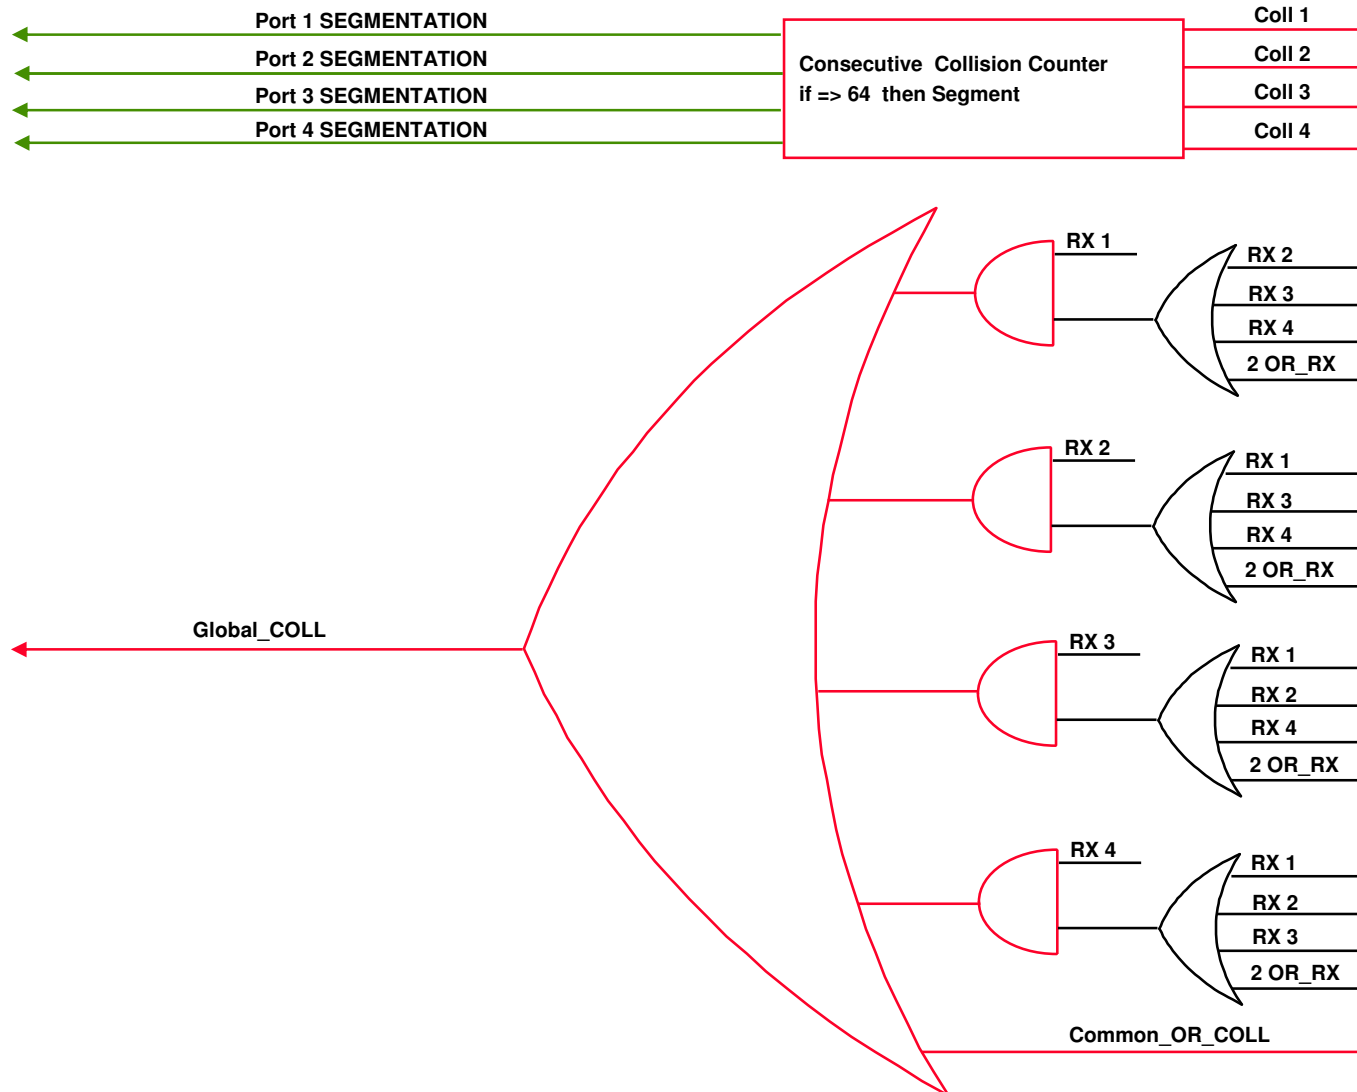 Port 1 SEGMENTATION
Port 2 SEGMENTATION
Port 3 SEGMENTATION
Port 4 SEGMENTATION
Consecutive Collision Counter
if => 64 then Segment
Coll 1
Coll 2
Coll 3
Coll 4
RX 1
RX 2
RX 3
RX 4
2 OR_RX
RX 2
RX 1
RX 3
RX 4
2 OR_RX
Global_COLL
RX 3
RX 1
RX 2
RX 4
2 OR_RX
RX 4
RX 1
RX 2
RX 3
2 OR_RX
Common_OR_COLL